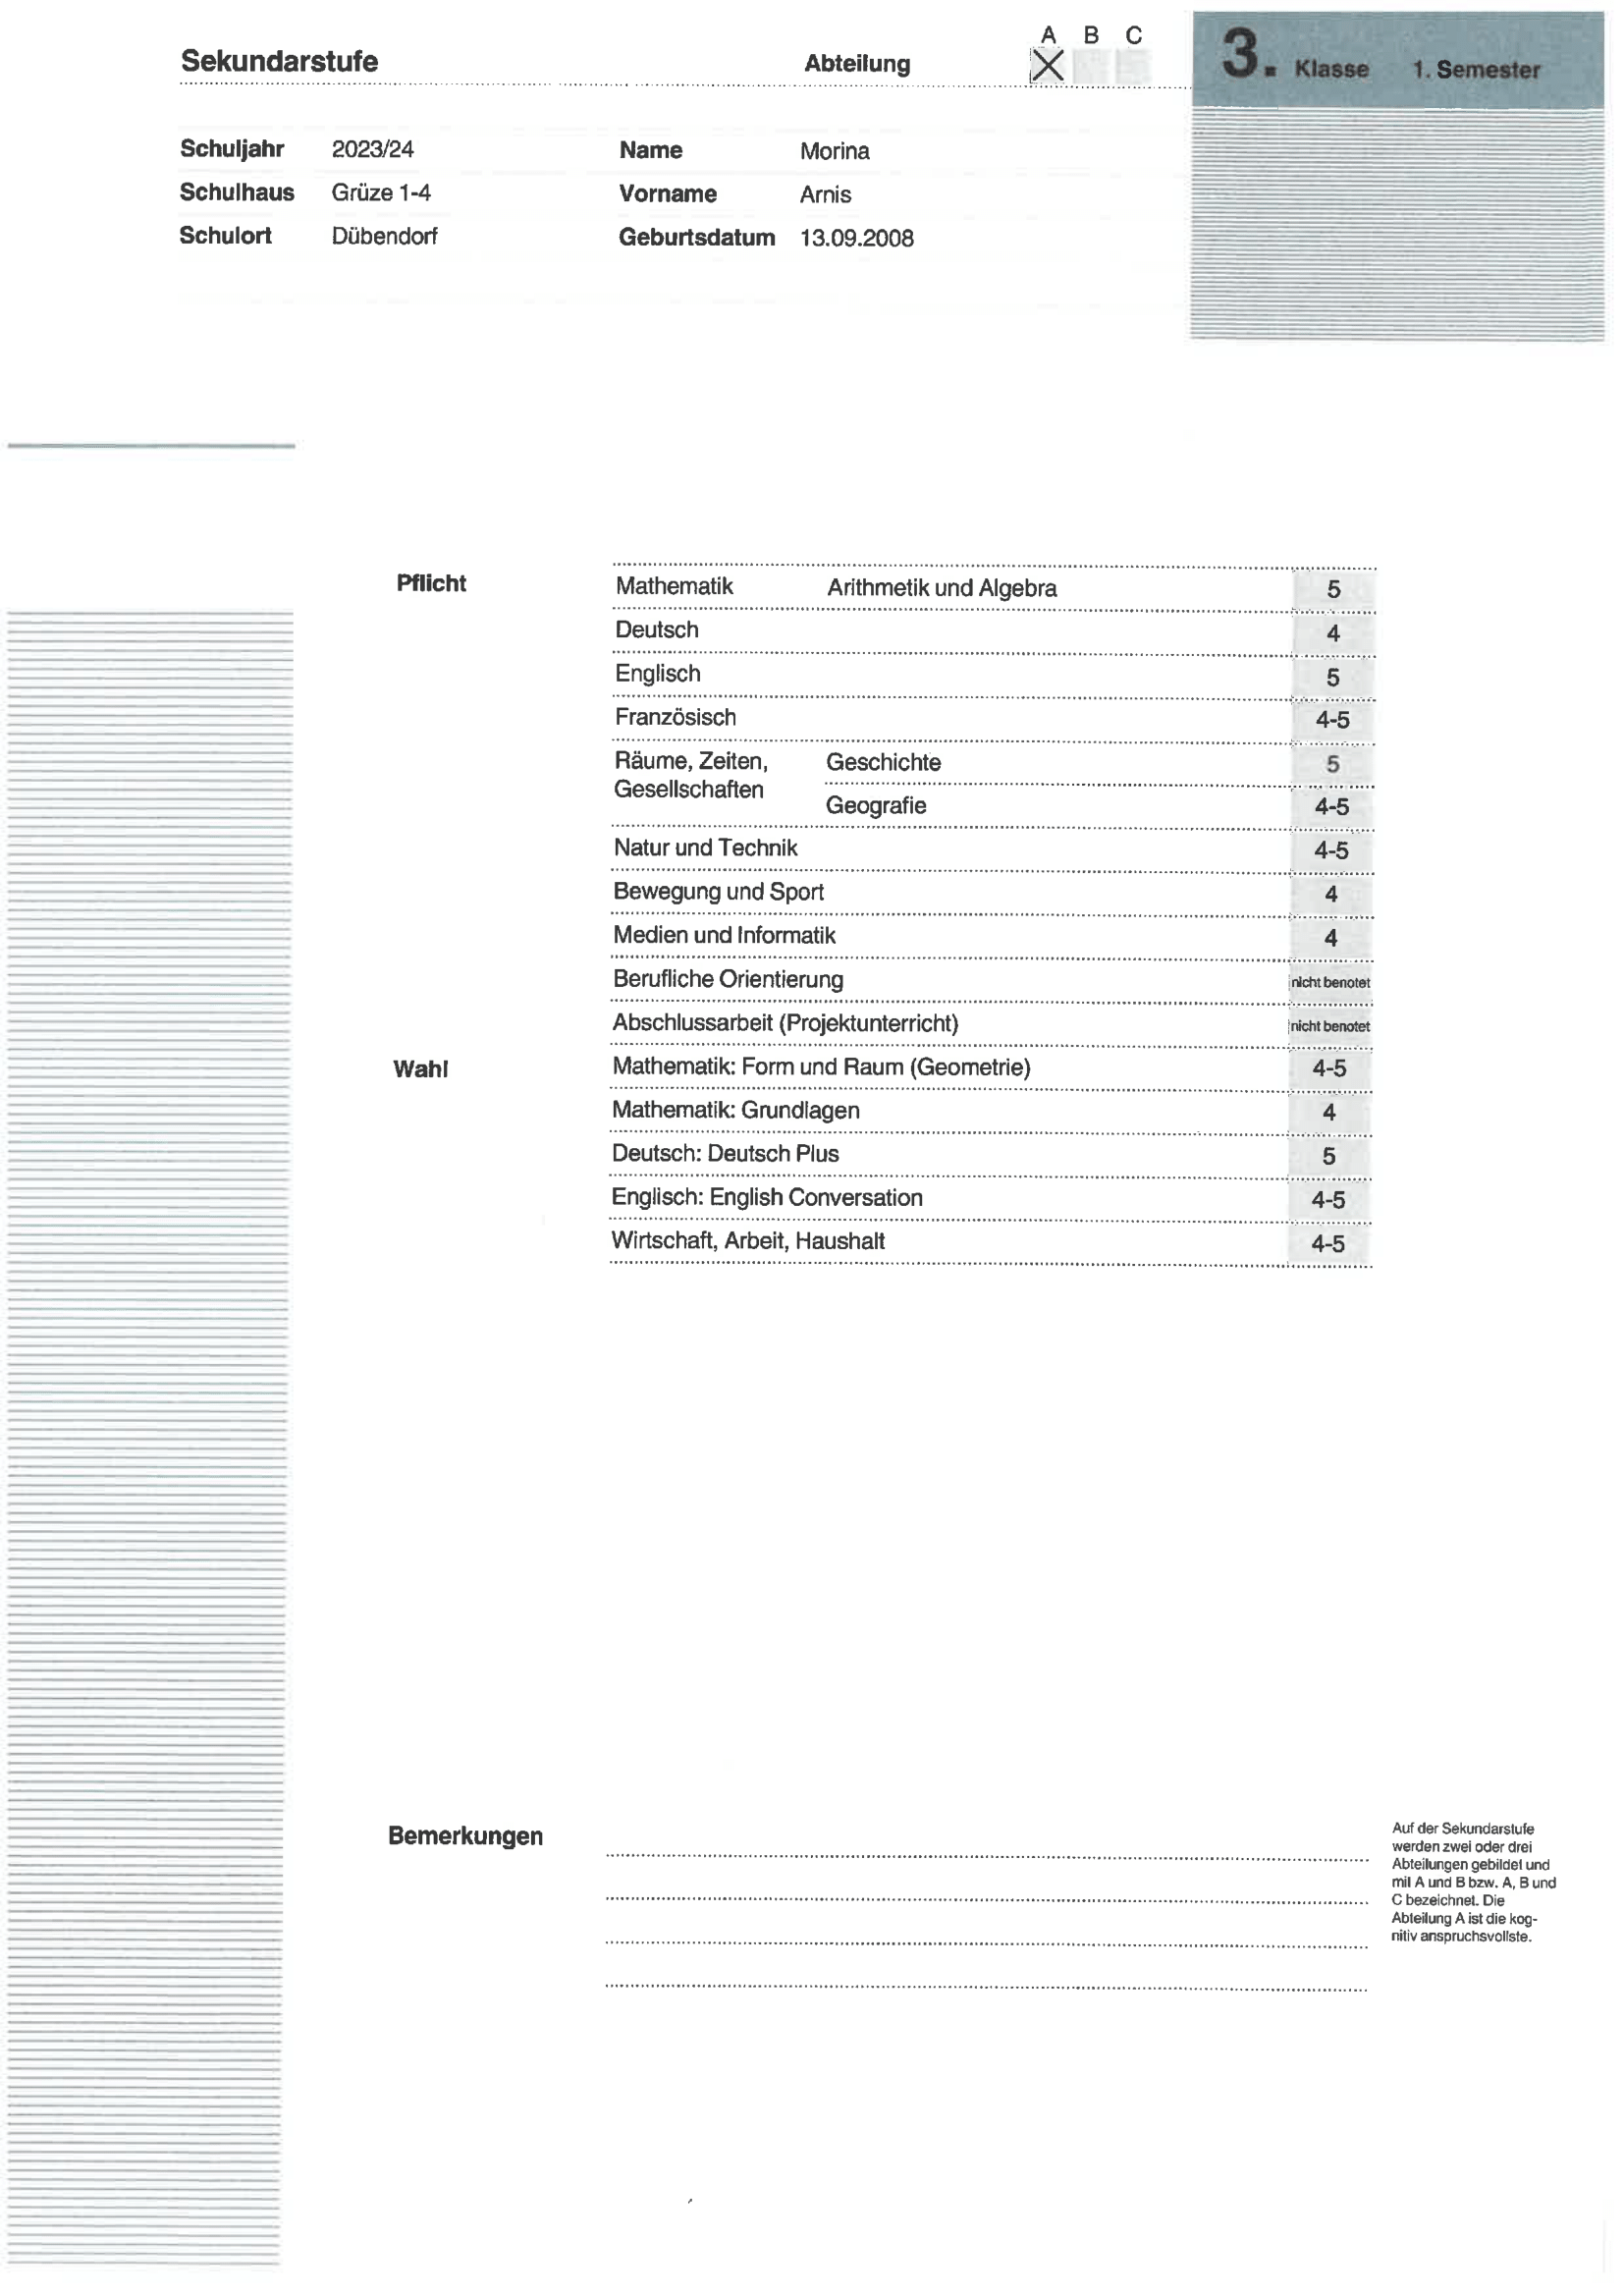 Sekundarstufe Abteilung A B C 3. Klasse 1. Semester
Schuljahr 2023/24 Name Morina
Schulhaus Grüze 1-4 Vorname Arnis
Schulort Dübendorf Geburtsdatum 13.09.2008
Pflicht Mathematik Arithmetik und Algebra 5
Deutsch 4
Englisch 5
Französisch 4-5
Räume, Zeiten, Geschichte 5
Gesellschaften
Geografie 4-5
Natur und Technik 4-5
Bewegung und Sport 4
Medien und Informatik 4
Berufliche Orientierung nicht benotet
Abschlussarbeit (Projektunterricht) nicht benotet
Wahl Mathematik: Form und Raum (Geometrie) 4-5
Mathematik: Grundlagen 4
Deutsch: Deutsch Plus 5
Englisch: English Conversation 4-5
Wirtschaft, Arbeit, Haushalt 4-5
Bemerkungen
Auf der Sekundarstufe
werden zwei oder drei
Abteilungen gebildet und
mit A und B bzw. A, B und
C bezeichnet. Die
Abteilung A ist die kog-
nitiv anspruchsvollste.